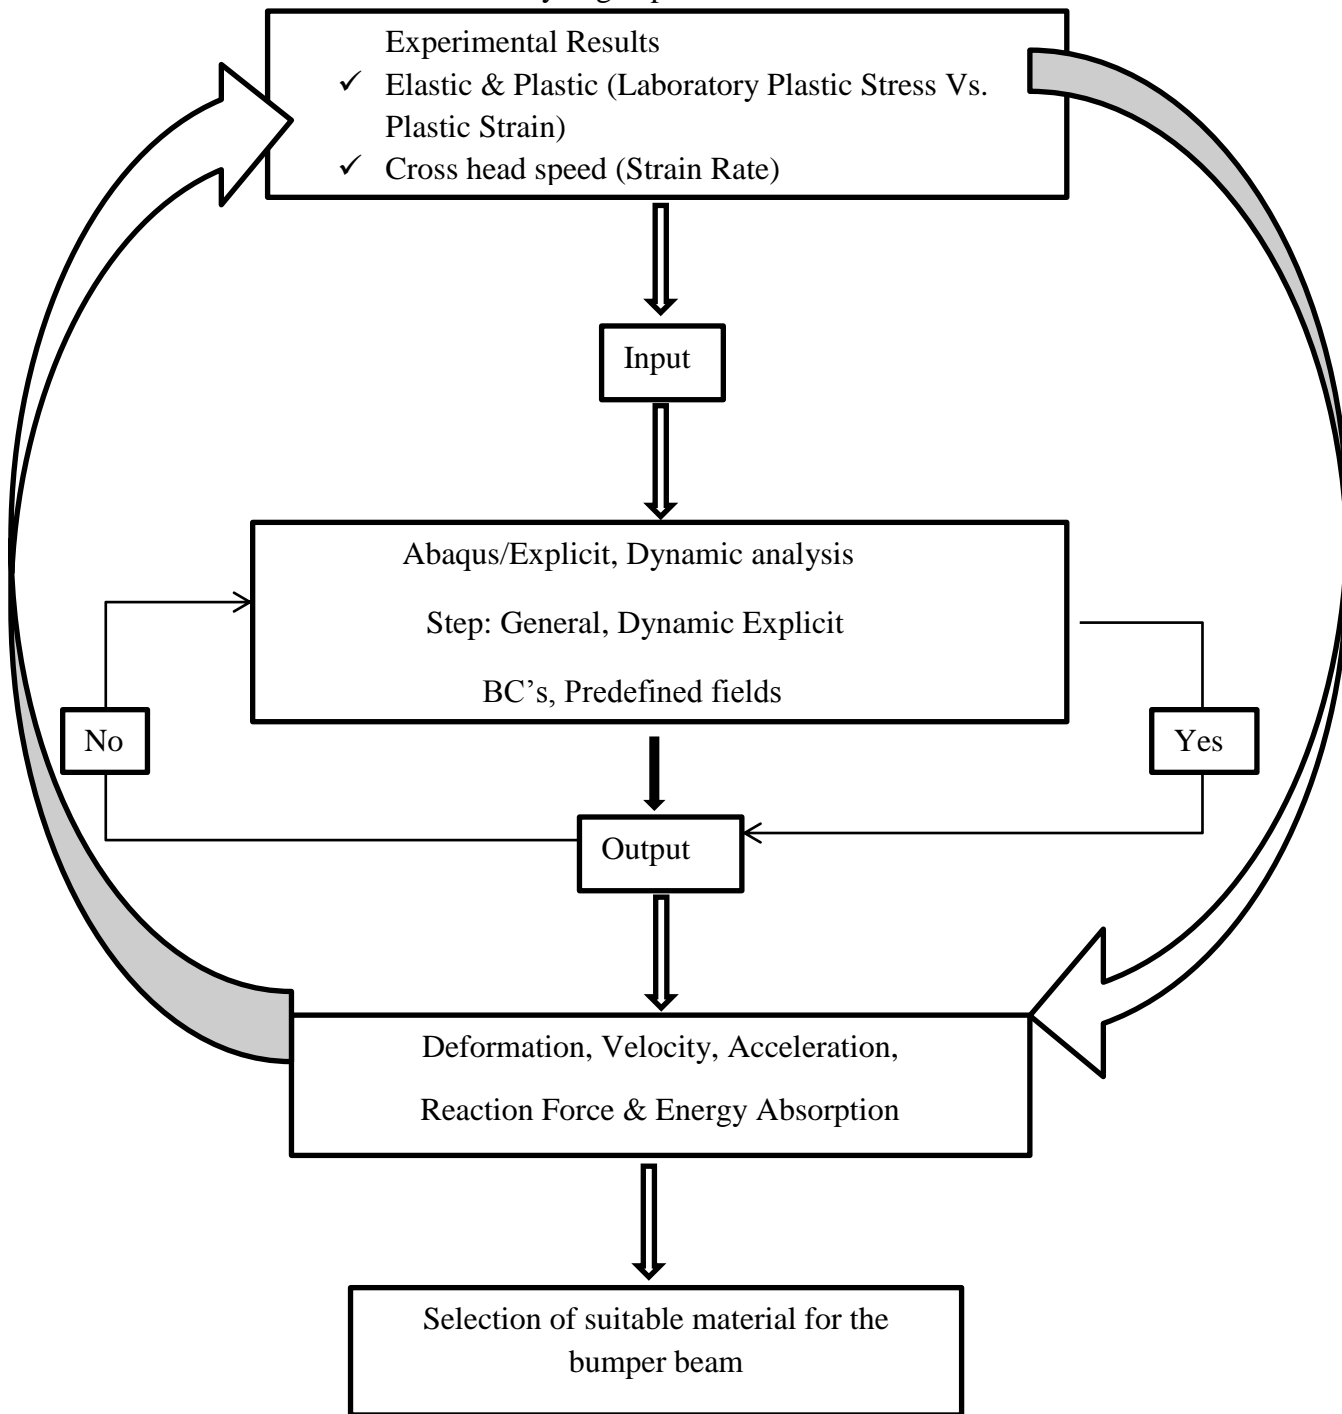 Experimental Results
✓ Elastic & Plastic (Laboratory Plastic Stress Vs.
Plastic Strain)
✓ Cross head speed (Strain Rate)
Input
Abaqus/Explicit, Dynamic analysis
Step: General, Dynamic Explicit
BC’s, Predefined fields
No
Yes
Output
Deformation, Velocity, Acceleration,
Reaction Force & Energy Absorption
Selection of suitable material for the
bumper beam